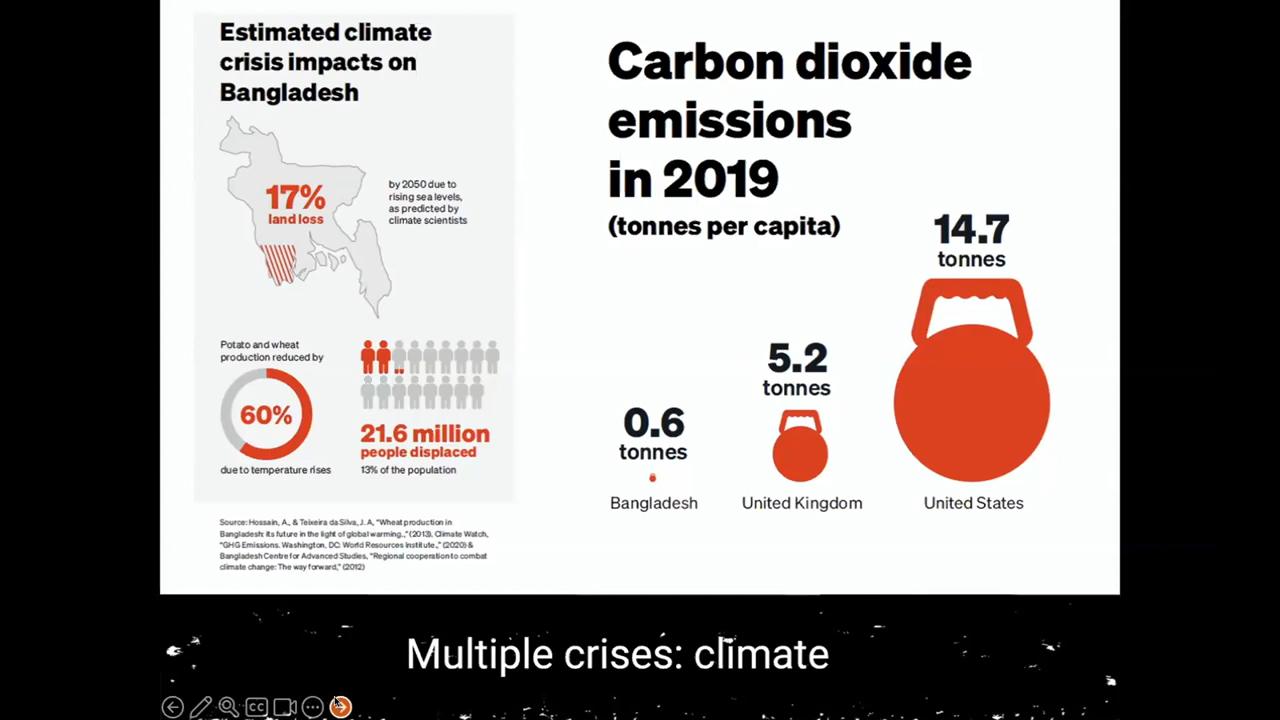 Estimated climate
crisis impacts on
Bangladesh
17%
land loss
by 2050 due to
rising sea levels,
as predicted by
climate scientists
Potato and wheat
production reduced by
60%
due to temperature rises
21.6 million
people displaced
13% of the population
Source: Hossain, A., & Teixeira da Silva, J. A, "Wheat production in
Bangladesh: its future in the light of global warming.," (2013). Climate Watch,
"GHG Emissions. Washington, DC: World Resources Institute.," (2020) &
Bangladesh Centre for Advanced Studies, "Regional cooperation to combat
climate change: The way forward," (2012)
Carbon dioxide
emissions
in 2019
(tonnes per capita)
0.6
tonnes
Bangladesh
5.2
tonnes
United Kingdom
14.7
tonnes
United States
Multiple crises: climate
CC